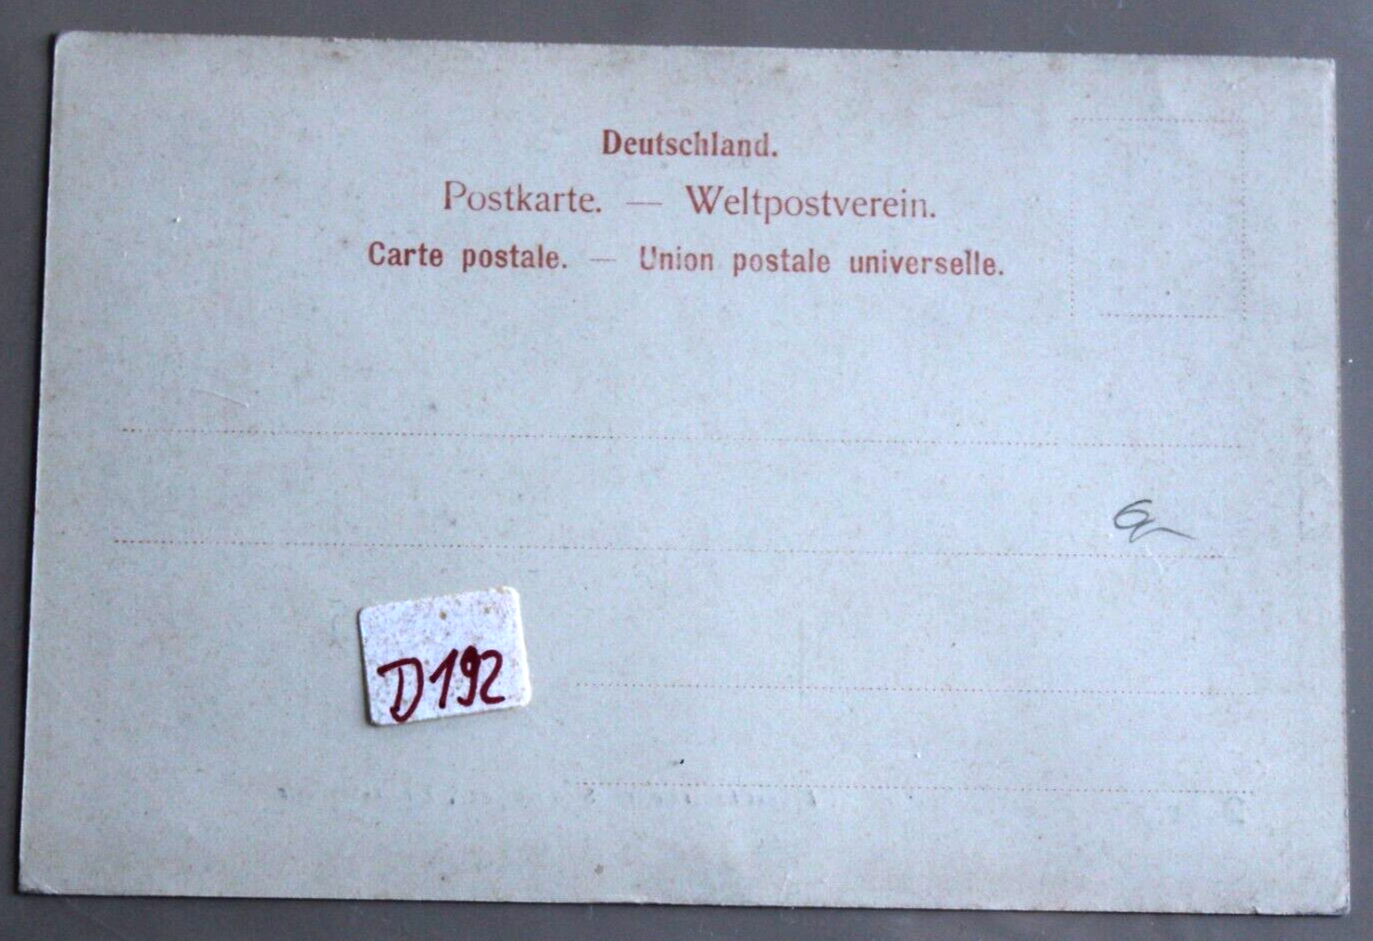 Deutschland.
Postkarte. — Weltpostverein.
Carte postale. — Union postale universelle.
D192